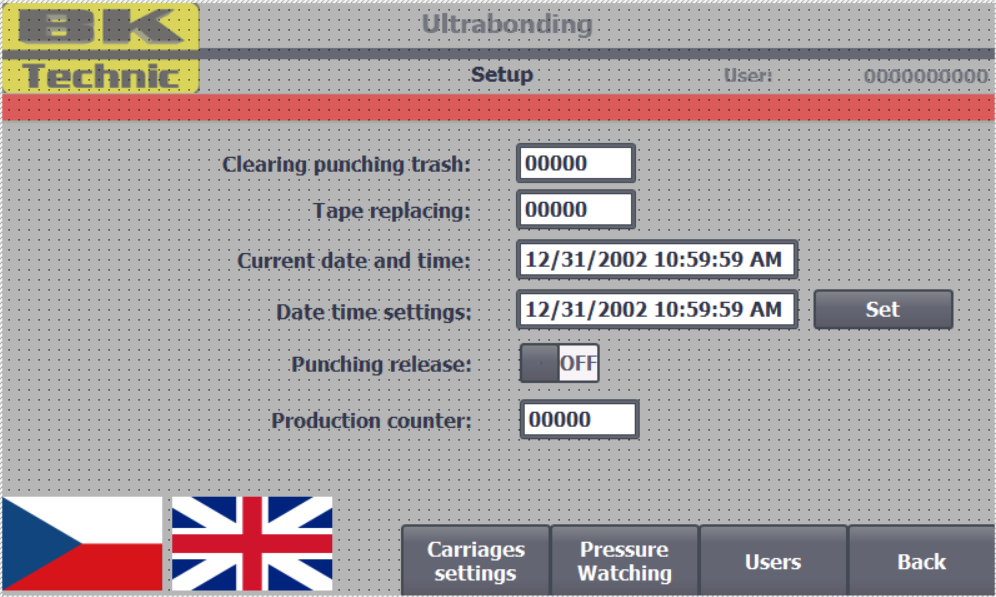 BK
Technic
Ultrabonding
Setup
User: 0000000000
Clearing punching trash: 00000
Tape replacing: 00000
Current date and time: 12/31/2002 10:59:59 AM
Date time settings: 12/31/2002 10:59:59 AM Set
Punching release: OFF
Production counter: 00000
Carriages
settings
Pressure
Watching
Users
Back